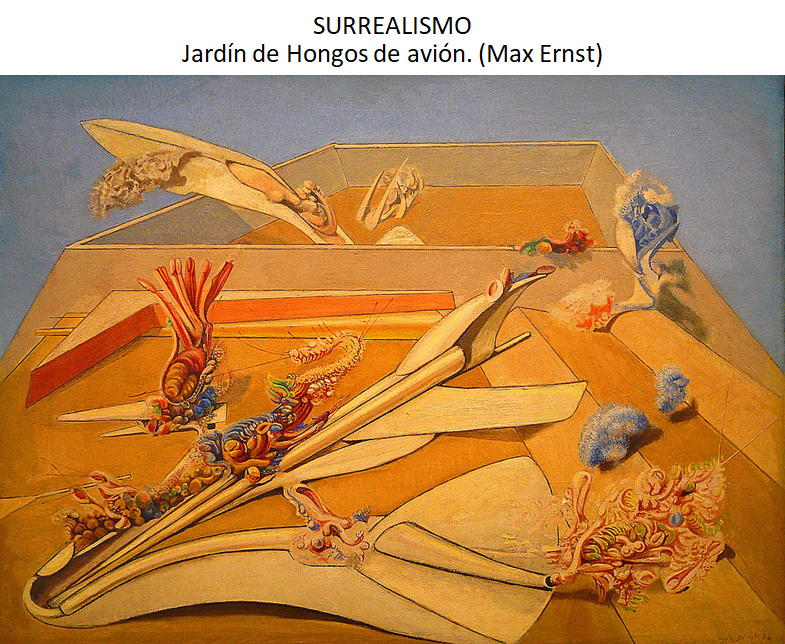 SURREALISMO
Jardín de Hongos de avión. (Max Ernst)